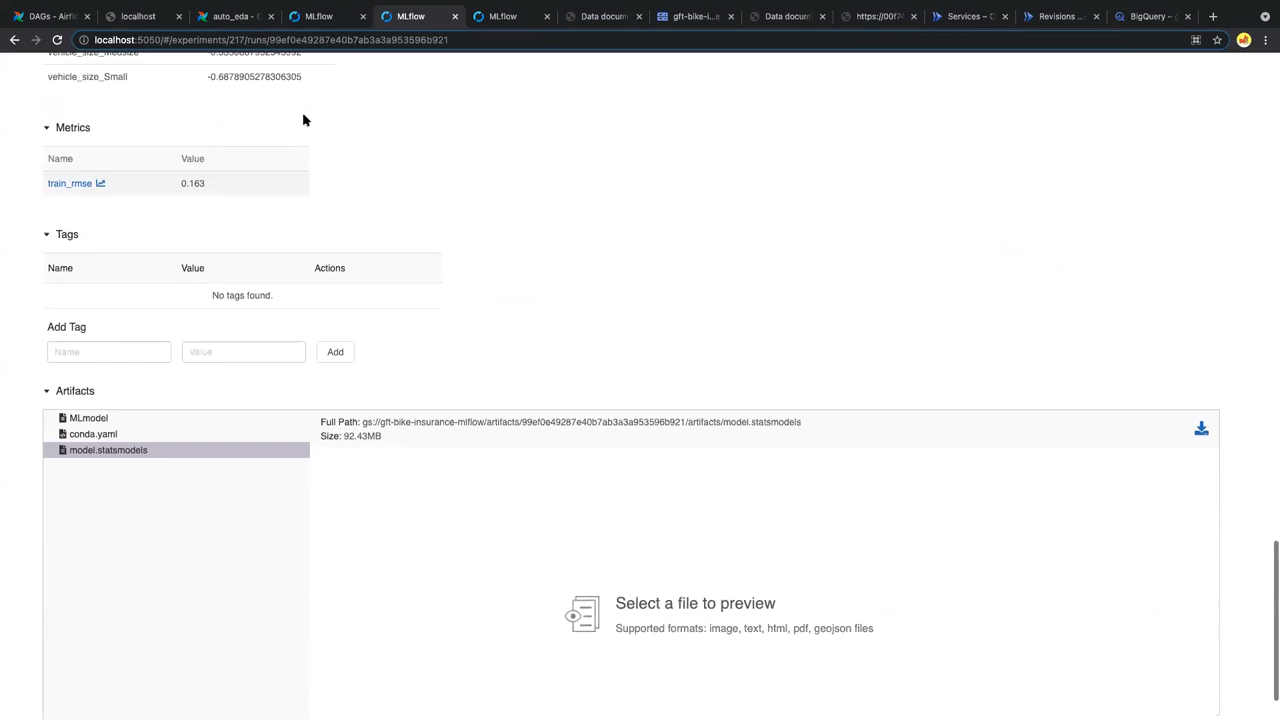 DAGs - Airfl
localhost
auto_eda - D
MLflow
MLflow
MLflow
Data docum
gft-bike-i...
Data docum
https://00f7
Services – C
Revisions ...
BigQuery – g
localhost:5050/#/experiments/217/runs/99ef0e49287e40b7ab3a3a953596b921
vehicle_size_Small -0.6878905278306305
Metrics
Name Value
train_rmse 0.163
Tags
Name Value Actions
No tags found.
Add Tag
Name Value Add
Artifacts
MLmodel
conda.yaml
model.statsmodels
Full Path: gs://gft-bike-insurance-mlflow/artifacts/99ef0e49287e40b7ab3a3a953596b921/artifacts/model.statsmodels
Size: 92.43MB
Select a file to preview
Supported formats: image, text, html, pdf, geojson files